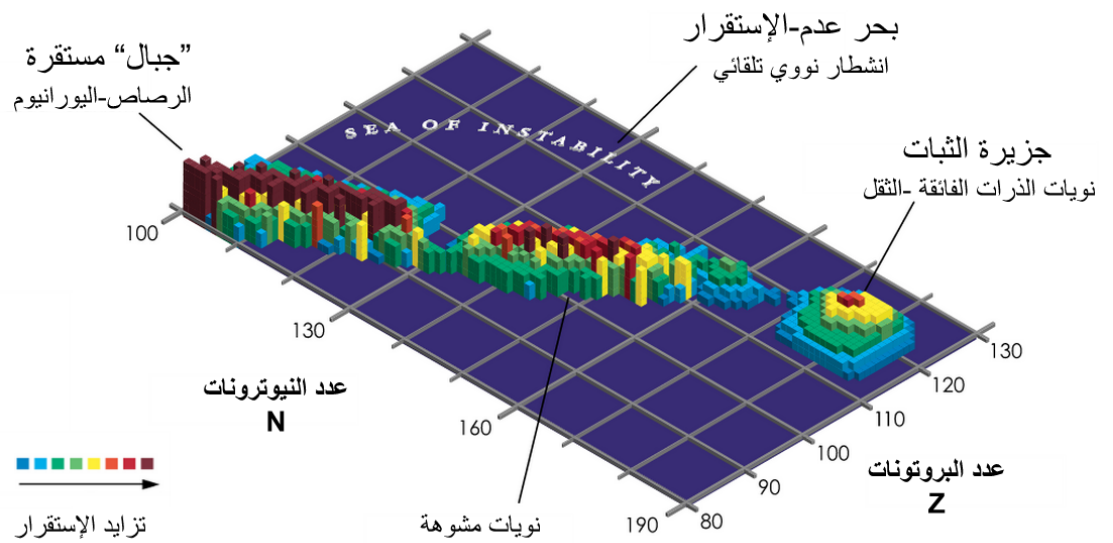 بحر عدم-الإستقرار
انشطار نووي تلقائي
”جبال“ مستقرة
الرصاص-اليورانيوم
SEA OF INSTABILITY
جزيرة الثبات
نويات الذرات الفائقة -الثقل
100
130
160
190
عدد النيوترونات
N
80
90
100
110
120
130
عدد البروتونات
Z
نويات مشوهة
تزايد الإستقرار